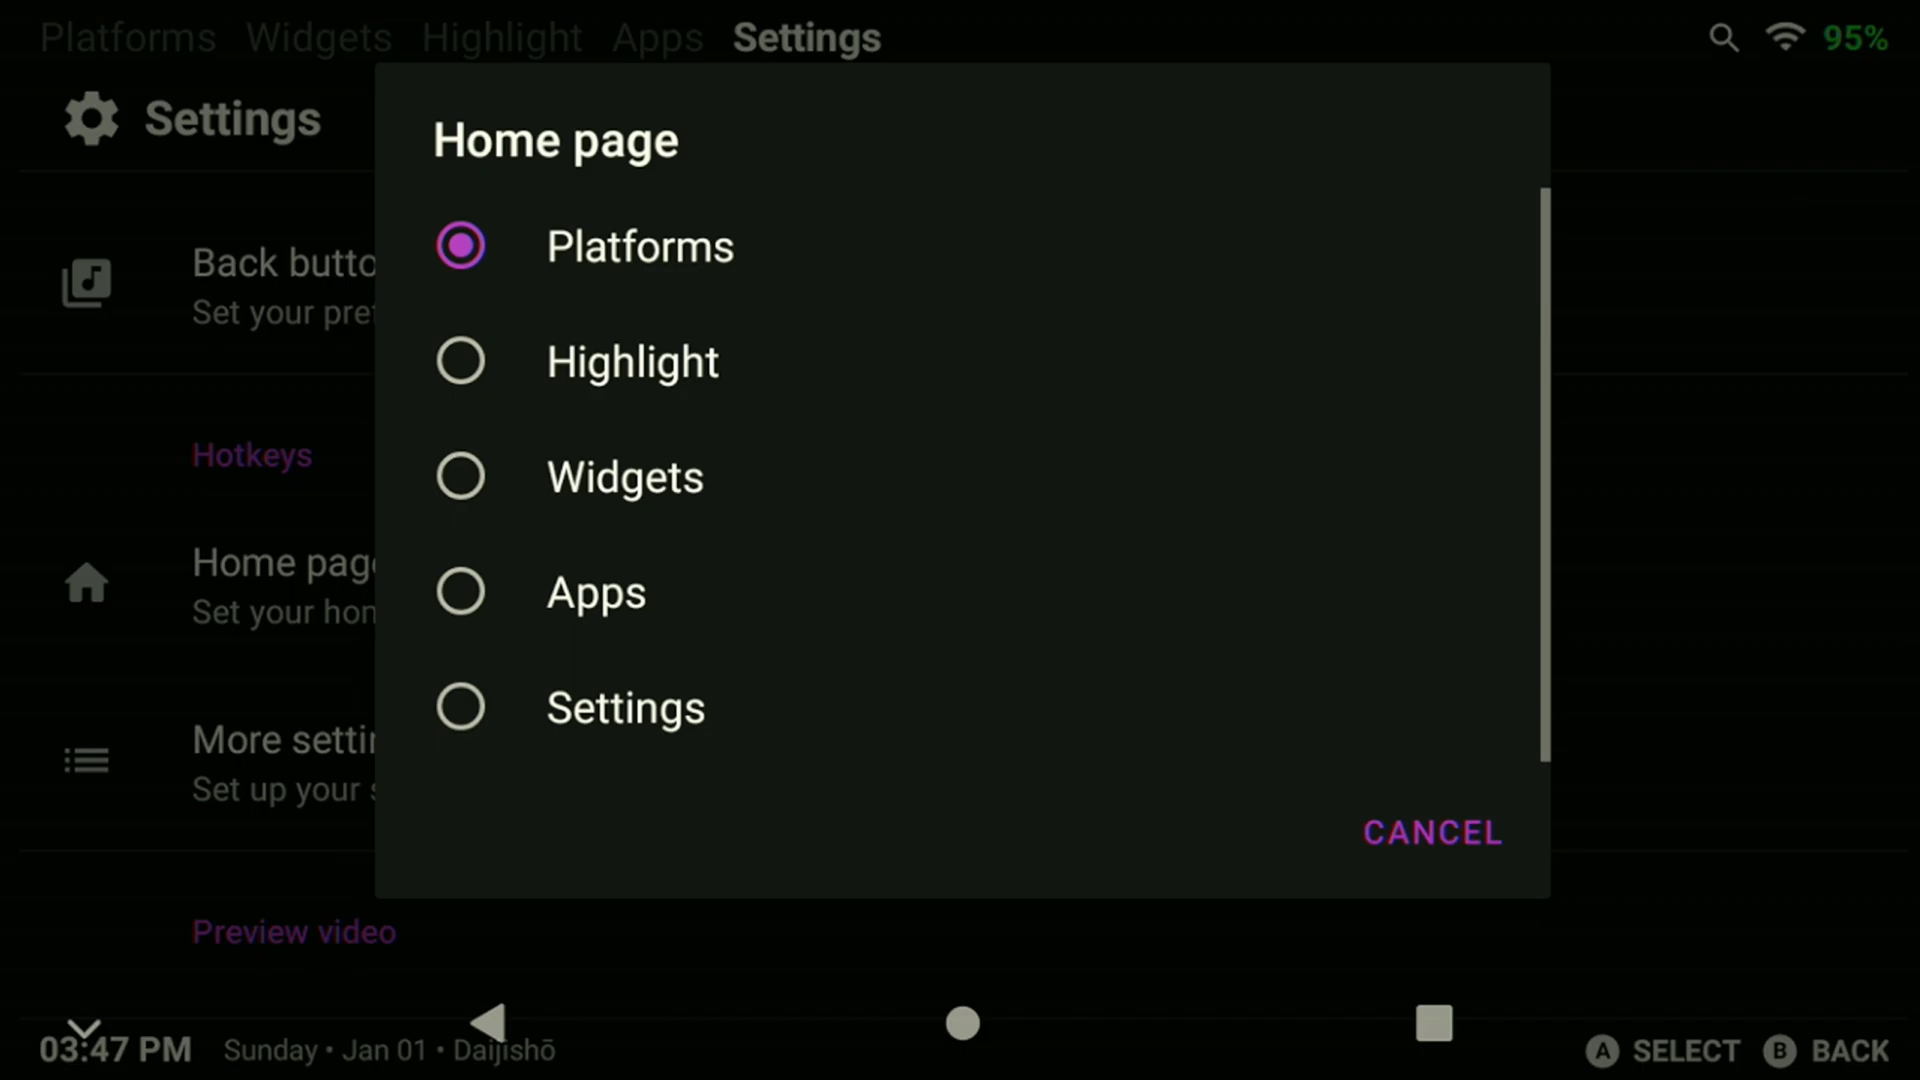 Platforms Widgets Highlight Apps Settings 95%
Settings
Home page
Platforms
Back butto
Set your pre
Highlight
Hotkeys
Widgets
Home pag
Set your hon
Apps
More setti
Set up your
Settings
CANCEL
Preview video
03:47 PM Sunday • Jan 01 • Daijishō
A SELECT B BACK